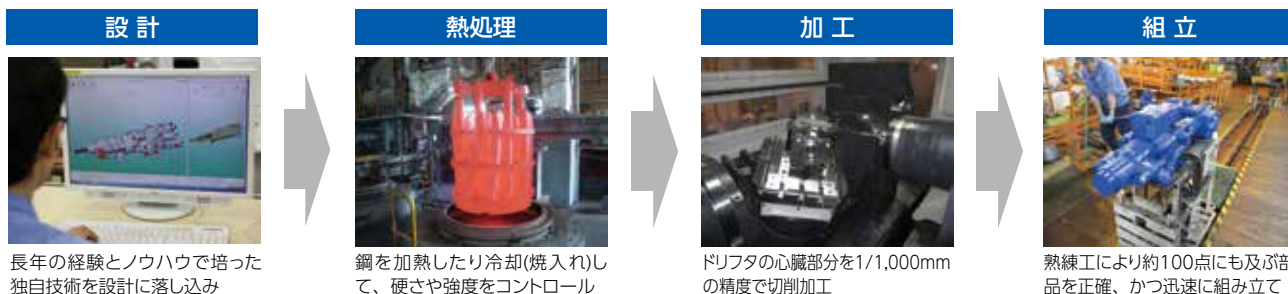 設 計
長年の経験とノウハウで培った
独自技術を設計に落し込み
熱処理
鋼を加熱したり冷却(焼入れ)し
て、硬さや強度をコントロール
加 工
ドリフタの心臓部分を1/1,000mm
の精度で切削加工
組 立
熟練工により約100点にも及ぶ部
品を正確、かつ迅速に組み立て